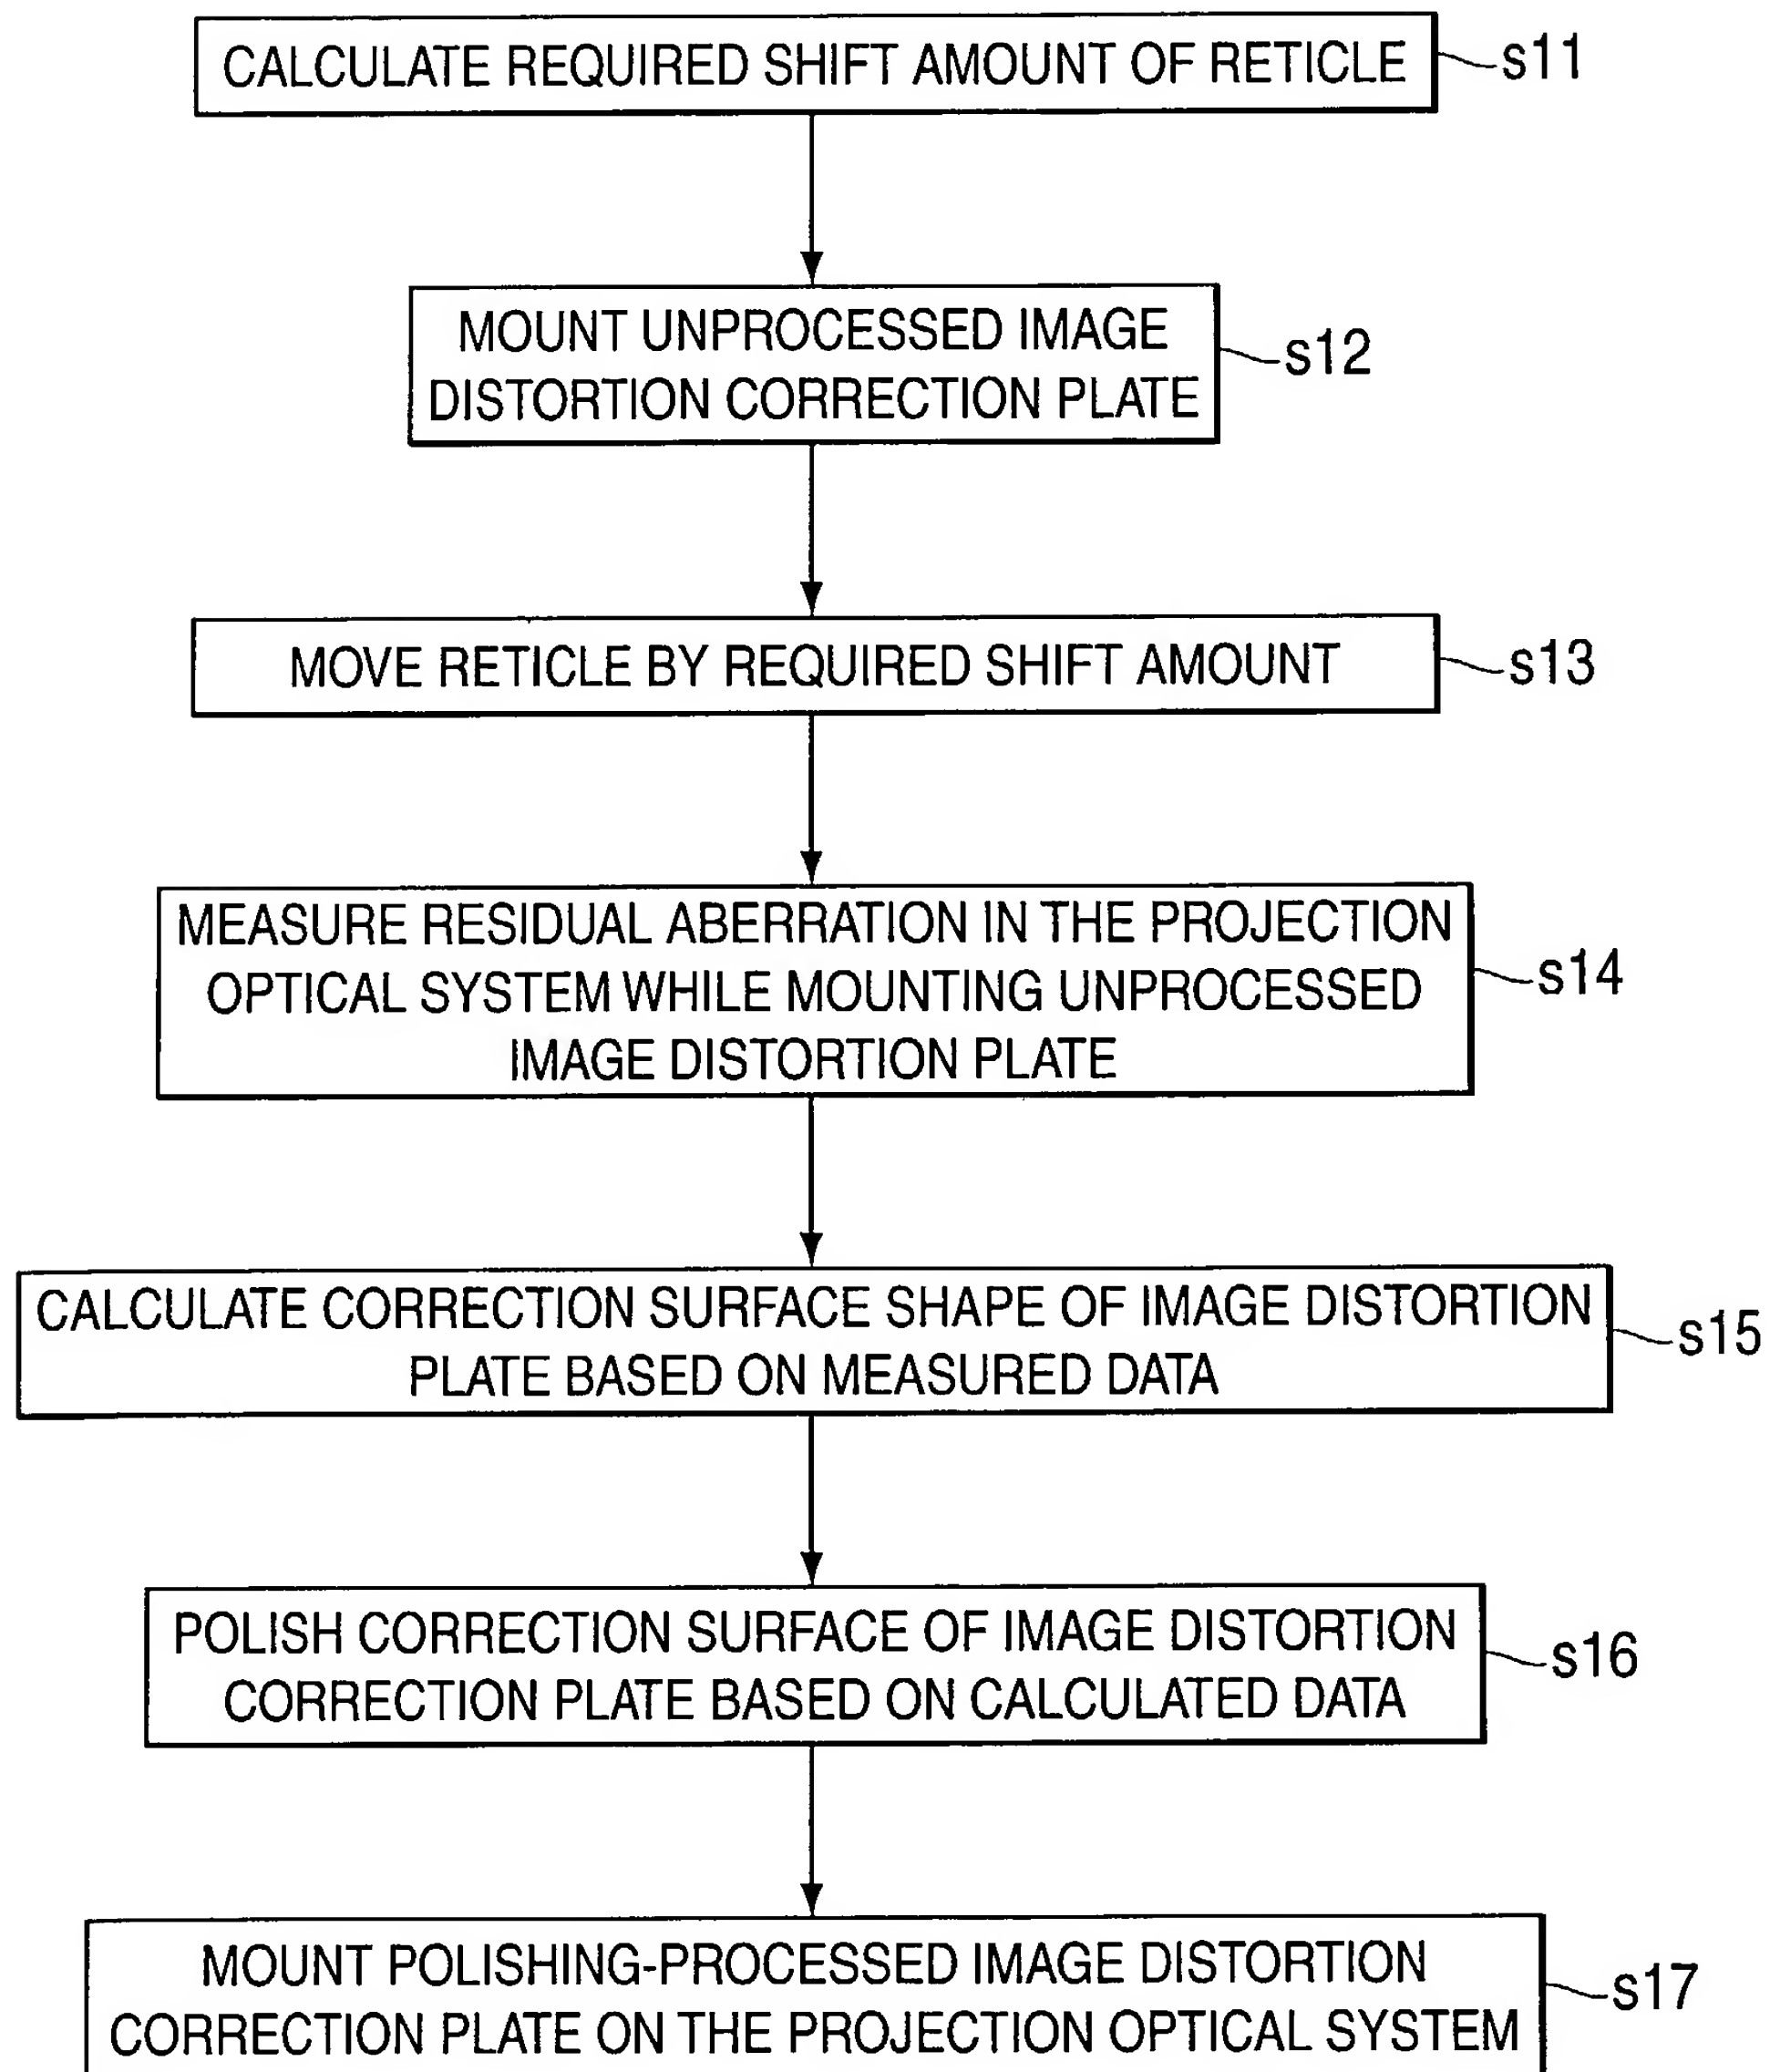 CALCULATE REQUIRED SHIFT AMOUNT OF RETICLE
s11
MOUNT UNPROCESSED IMAGE
DISTORTION CORRECTION PLATE
s12
MOVE RETICLE BY REQUIRED SHIFT AMOUNT
s13
MEASURE RESIDUAL ABERRATION IN THE PROJECTION
OPTICAL SYSTEM WHILE MOUNTING UNPROCESSED
IMAGE DISTORTION PLATE
s14
CALCULATE CORRECTION SURFACE SHAPE OF IMAGE DISTORTION
PLATE BASED ON MEASURED DATA
s15
POLISH CORRECTION SURFACE OF IMAGE DISTORTION
CORRECTION PLATE BASED ON CALCULATED DATA
s16
MOUNT POLISHING-PROCESSED IMAGE DISTORTION
CORRECTION PLATE ON THE PROJECTION OPTICAL SYSTEM
s17